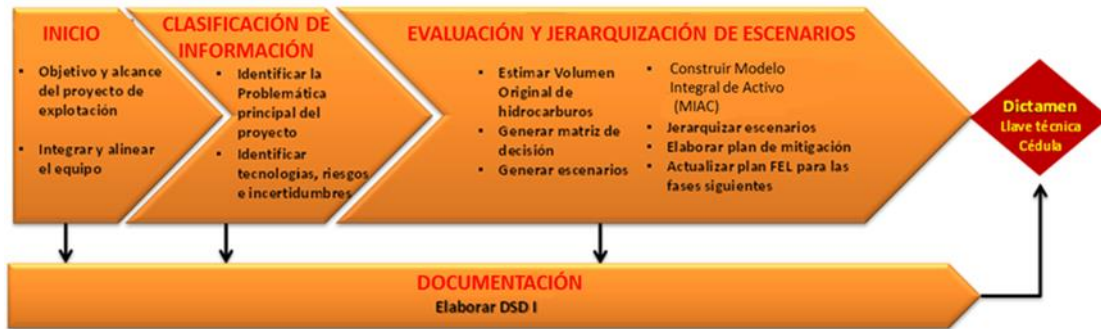 INICIO
• Objetivo y alcance
del proyecto de
explotación
• Integrar y alinear
el equipo
CLASIFICACIÓN DE
INFORMACIÓN
• Identificar la
Problemática
principal del
proyecto
• Identificar
tecnologías, riesgos
e incertidumbres
EVALUACIÓN Y JERARQUIZACIÓN DE ESCENARIOS
• Estimar Volumen
Original de
hidrocarburos
• Generar matriz de
decisión
• Generar escenarios
• Construir Modelo
Integral de Activo
(MIAC)
• Jerarquizar escenarios
• Elaborar plan de mitigación
• Actualizar plan FEL para las
fases siguientes
Dictamen
Llave técnica
Cédula
DOCUMENTACIÓN
Elaborar DSD I